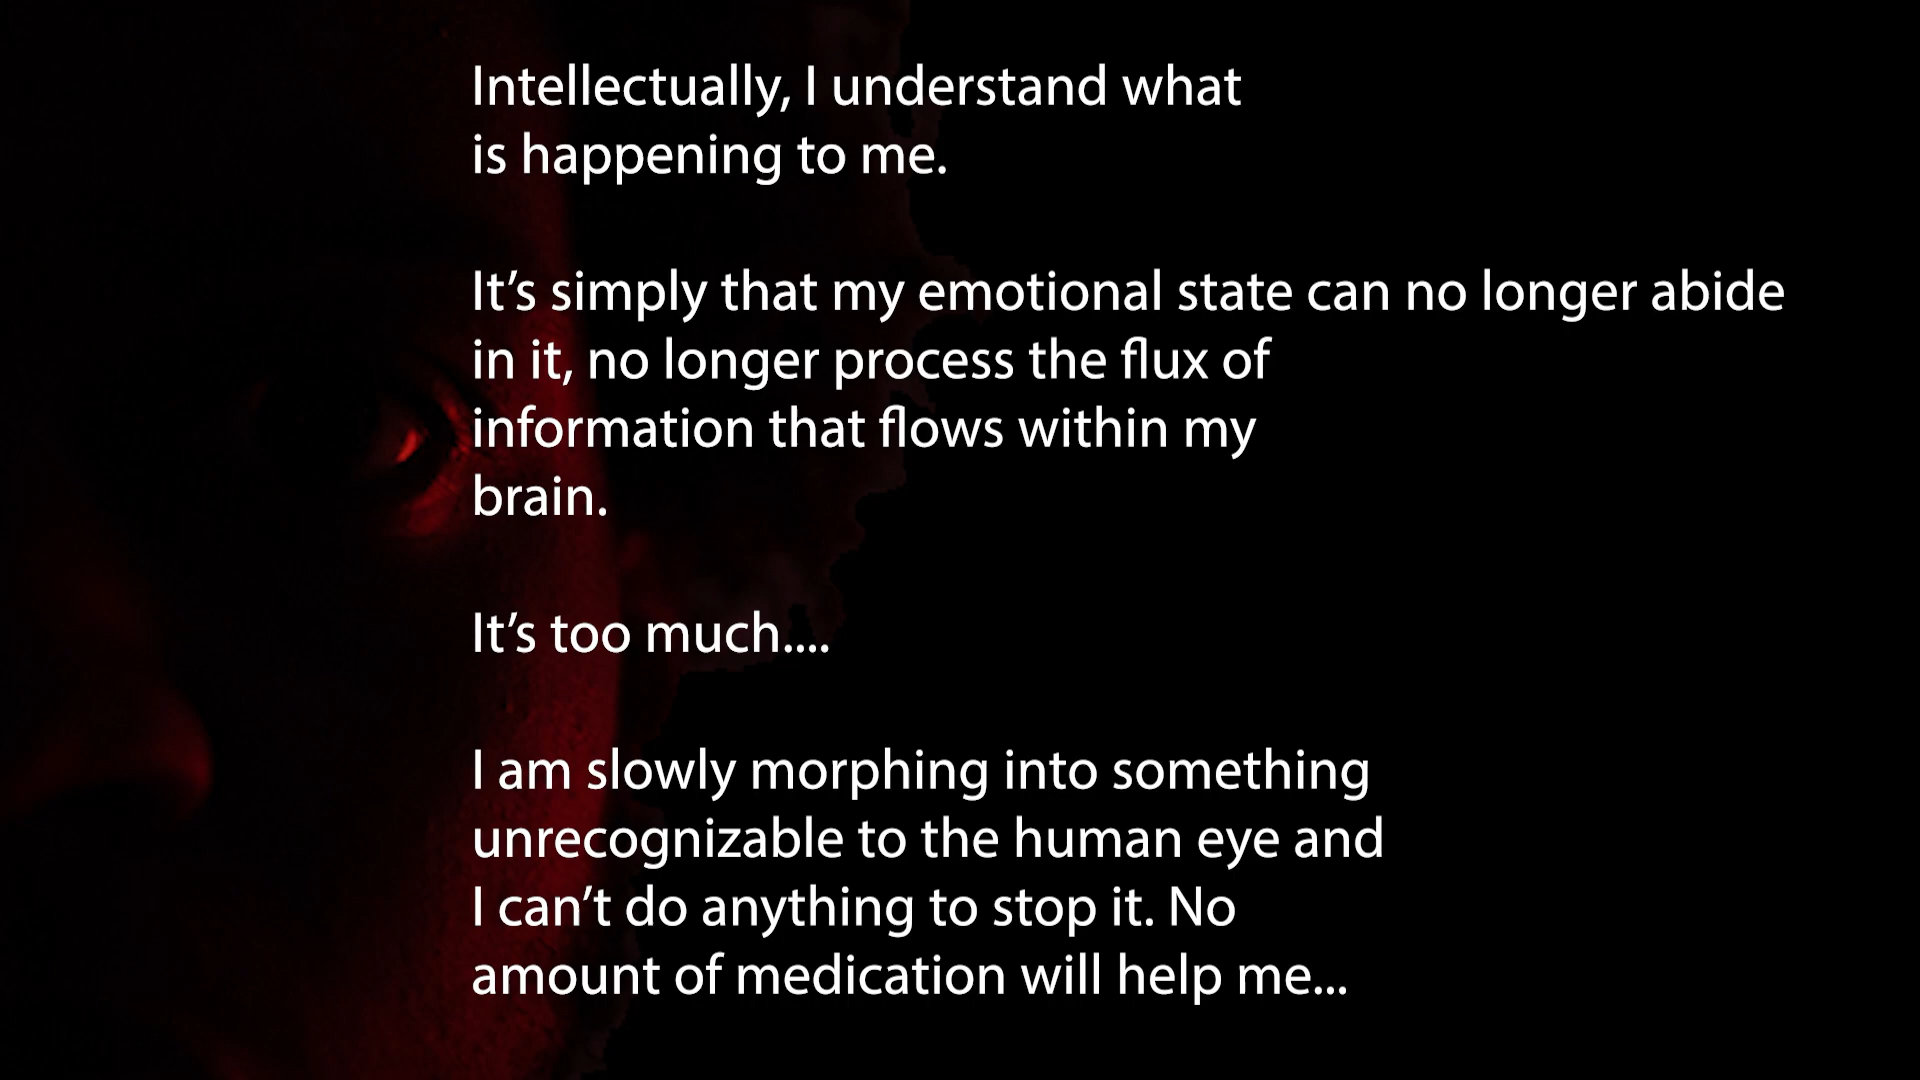 Intellectually, I understand what
is happening to me.
It’s simply that my emotional state can no longer abide
in it, no longer process the flux of
information that flows within my
brain.
It’s too much....
I am slowly morphing into something
unrecognizable to the human eye and
I can’t do anything to stop it. No
amount of medication will help me...